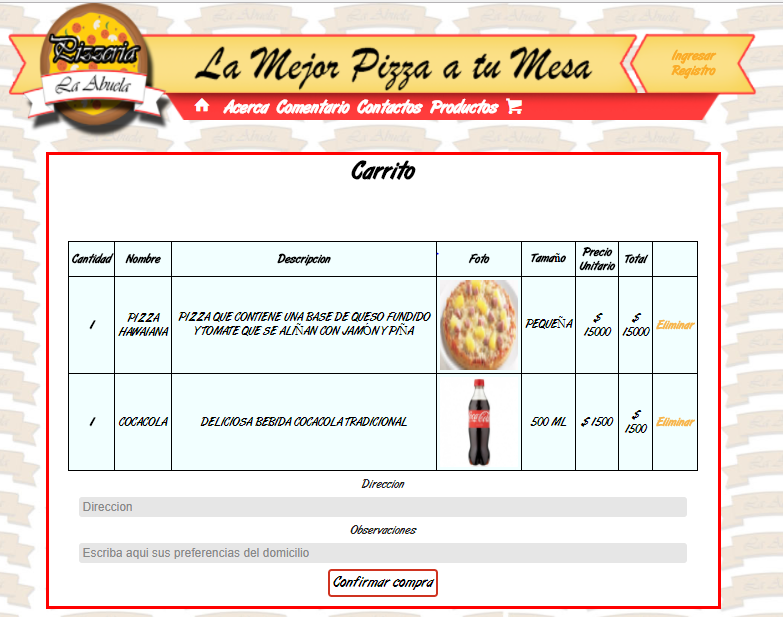 Pizzeria
La Abuela
La Mejor Pizza a tu Mesa
Ingresar
Registro
Acerca Comentario Contactos Productos
Carrito
Cantidad Nombre Descripcion Foto Tamaño Precio Unitario Total
1 PIZZA HAWAIANA PIZZA QUE CONTIENE UNA BASE DE QUESO FUNDIDO Y TOMATE QUE SE ALIÑAN CON JAMÓN Y PIÑA PEQUEÑA $ 15000 $ 15000 Eliminar
1 COCACOLA DELICIOSA BEBIDA COCACOLA TRADICIONAL Coca-Cola 500 ML $ 1500 $ 1500 Eliminar
Direccion
Direccion
Observaciones
Escriba aqui sus preferencias del domicilio
Confirmar compra